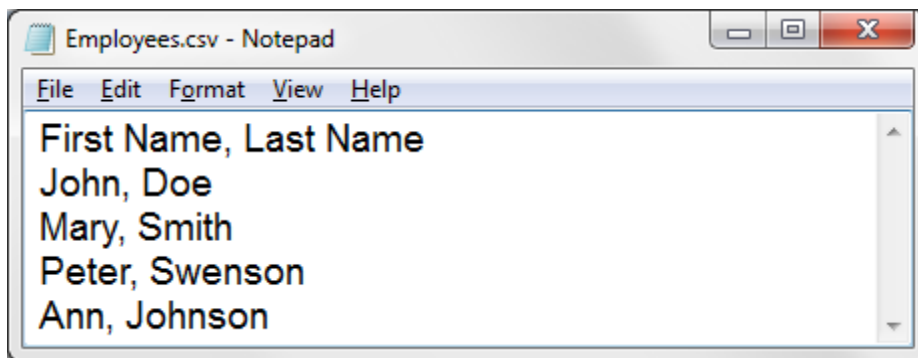 Employees.csv - Notepad
File Edit Format View Help
First Name, Last Name
John, Doe
Mary, Smith
Peter, Swenson
Ann, Johnson